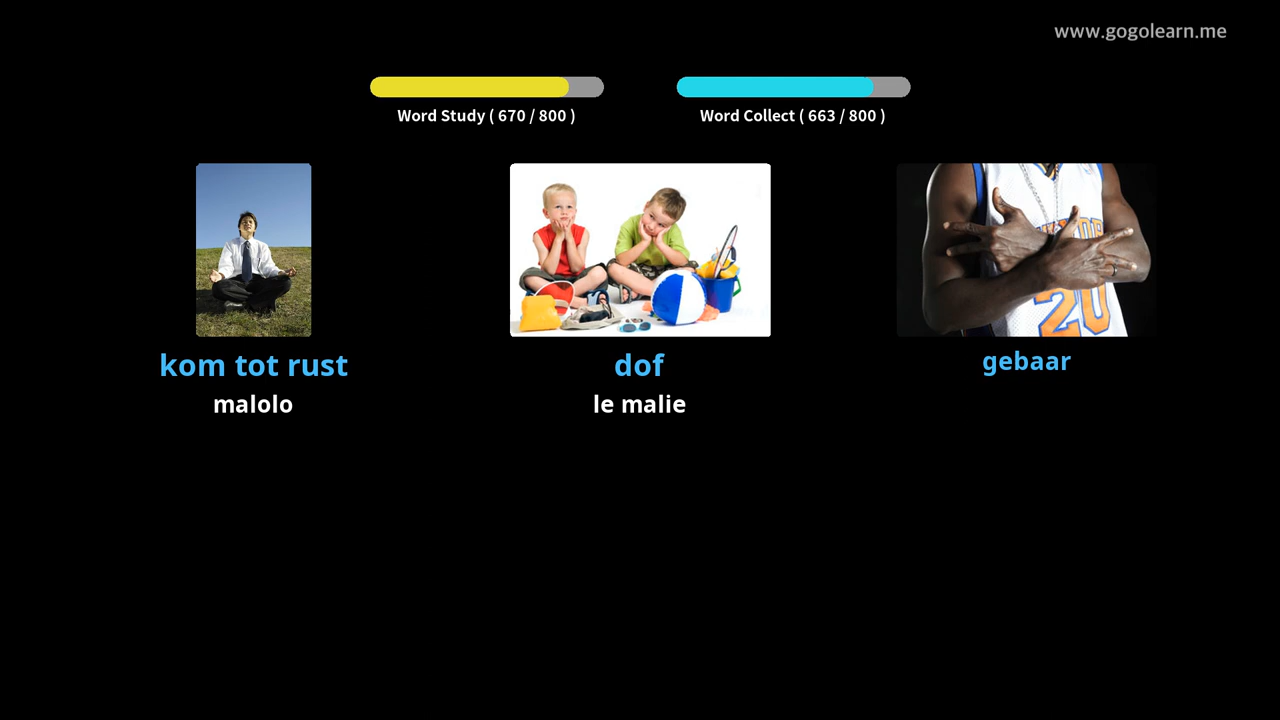 www.gogolearn.me
Word Study ( 670 / 800 )
Word Collect ( 663 / 800 )
kom tot rust
malolo
dof
le malie
gebaar
20